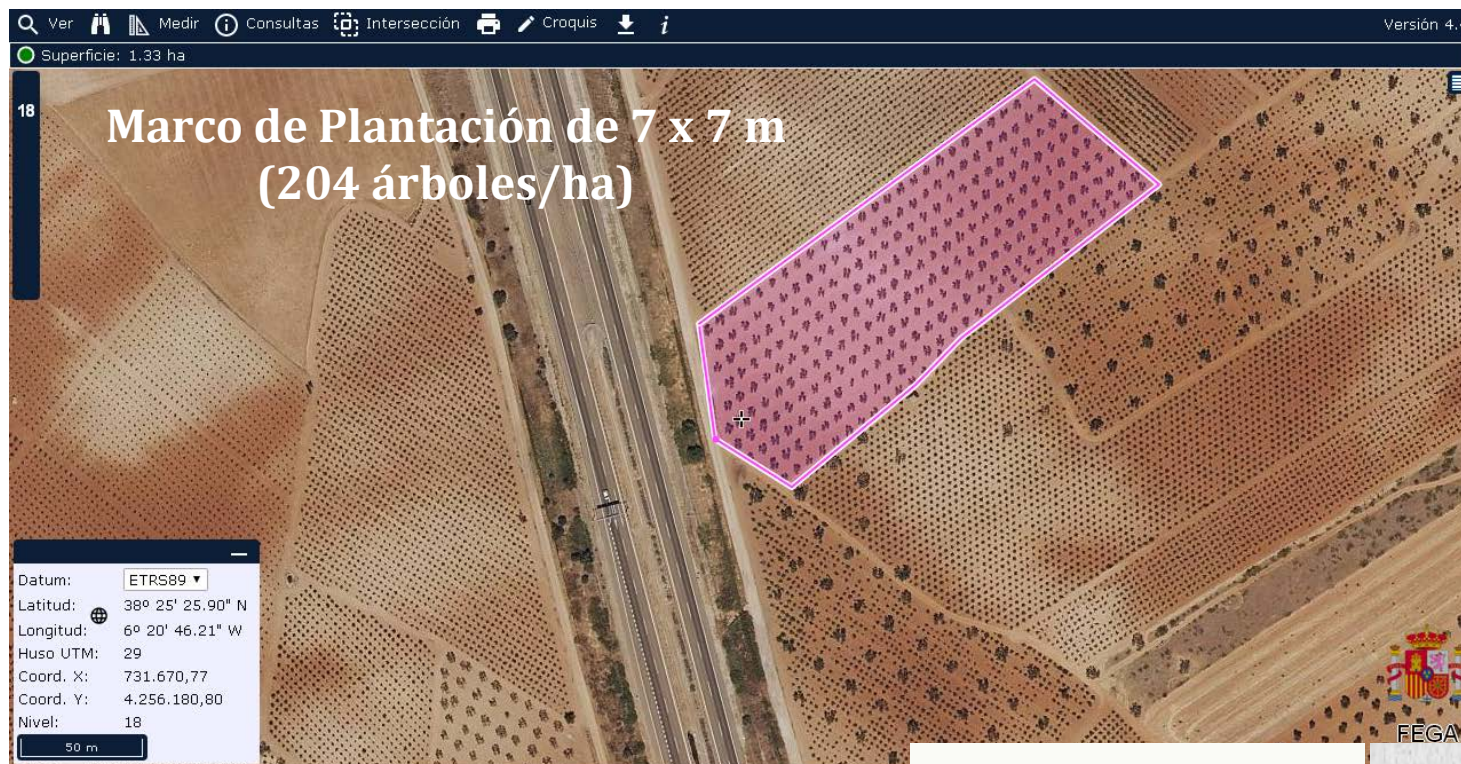 Ver Medir Consultas Intersección Croquis i Versión 4.
Superficie: 1.33 ha
18
Marco de Plantación de 7 x 7 m
(204 árboles/ha)
Datum: ETRS89
Latitud: 38º 25' 25.90" N
Longitud: 6º 20' 46.21" W
Huso UTM: 29
Coord. X: 731.670,77
Coord. Y: 4.256.180,80
Nivel: 18
50 m
FEGA